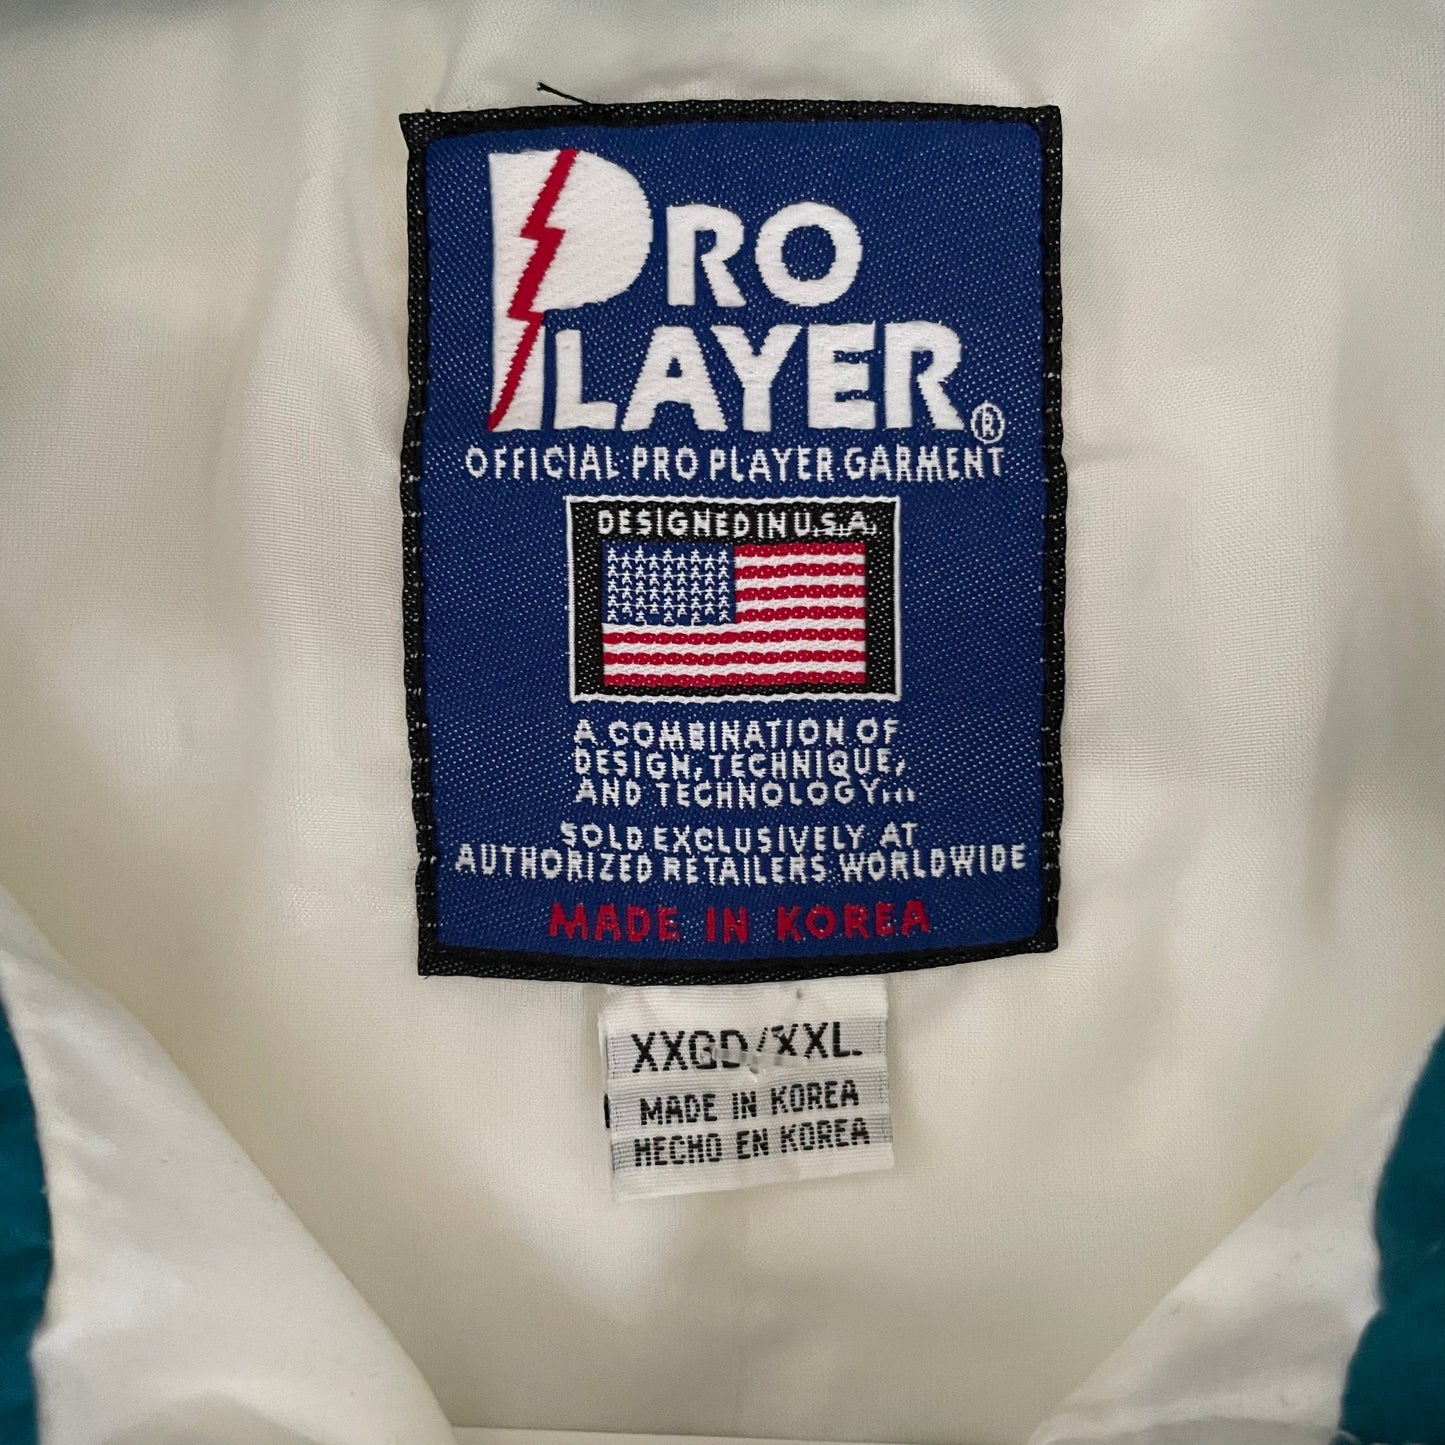 PRO
PLAYER®
OFFICIAL PRO PLAYER GARMENT
DESIGNED IN U.S.A.
A COMBINATION OF
DESIGN, TECHNIQUE,
AND TECHNOLOGY...
SOLD EXCLUSIVELY AT
AUTHORIZED RETAILERS WORLDWIDE
MADE IN KOREA
XXGD/XXL
MADE IN KOREA
HECHO EN KOREA